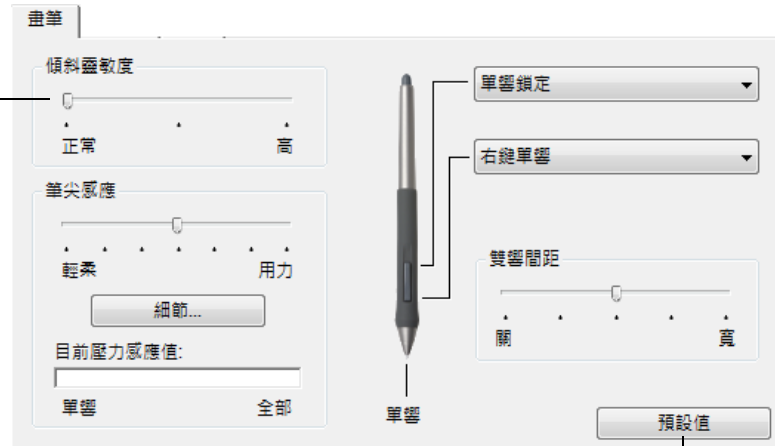 畫筆
傾斜靈敏度
正常
高
筆尖感應
輕柔
用力
細節...
目前壓力感應值:
單響
全部
單響鎖定
右鍵單響
雙響間距
關
寬
單響
預設值